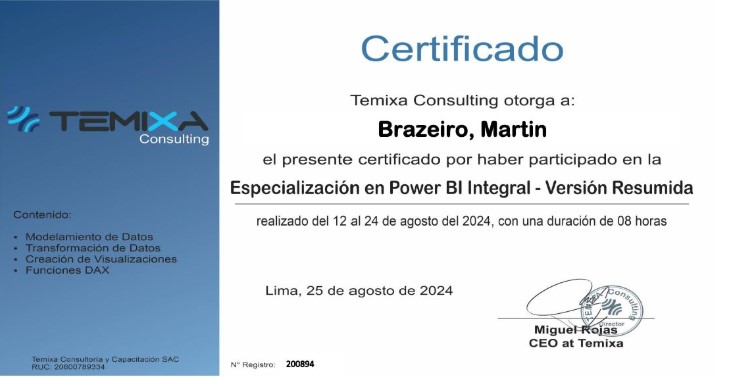 TEMIXA
Consulting
Contenido:
• Modelamiento de Datos
• Transformación de Datos
• Creación de Visualizaciones
• Funciones DAX
Temixa Consultoría y Capacitación SAC
RUC: 20600789234
Certificado
Temixa Consulting otorga a:
Brazeiro, Martin
el presente certificado por haber participado en la
Especialización en Power BI Integral - Versión Resumida
realizado del 12 al 24 de agosto del 2024, con una duración de 08 horas
Lima, 25 de agosto de 2024
TEMIXA Consulting
Director
Miguel Rojas
CEO at Temixa
N° Registro: 200894